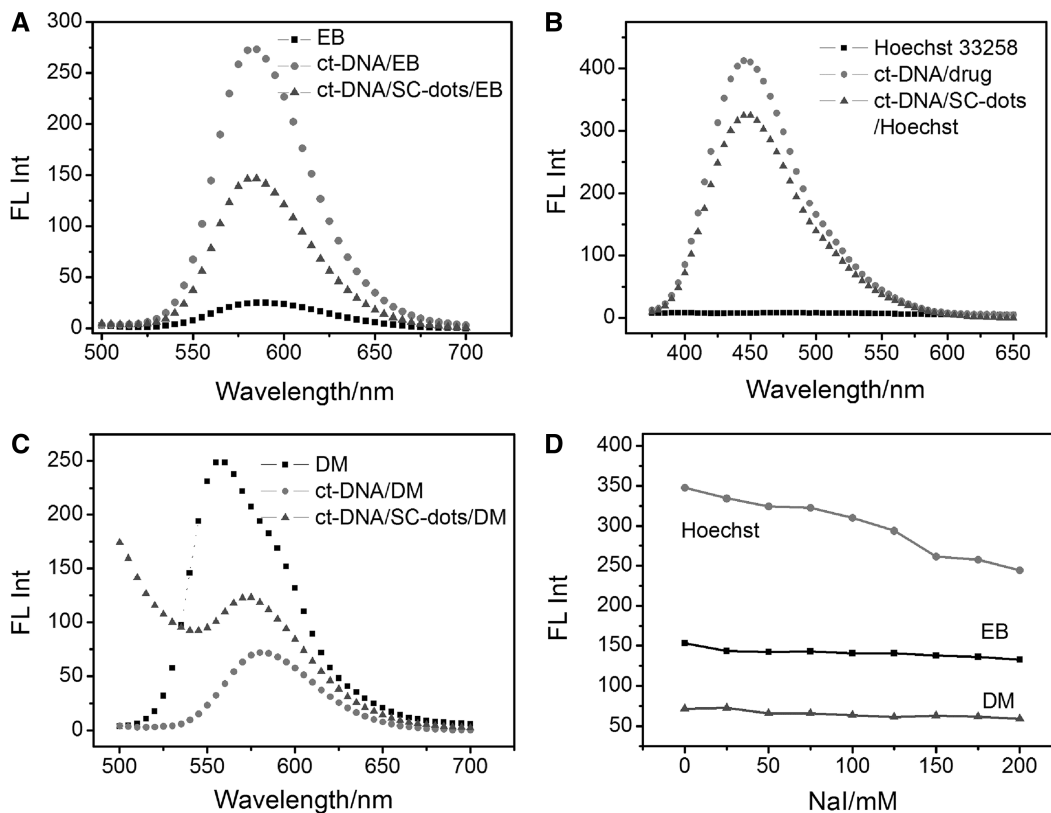 A
300
250
200
150
100
50
0
FL Int
500
550
600
650
700
Wavelength/nm
EB
ct-DNA/EB
ct-DNA/SC-dots/EB
B
400
300
200
100
0
FL Int
400
450
500
550
600
650
Wavelength/nm
Hoechst 33258
ct-DNA/drug
ct-DNA/SC-dots
/Hoechst
C
250
200
150
100
50
0
FL Int
500
550
600
650
700
Wavelength/nm
DM
ct-DNA/DM
ct-DNA/SC-dots/DM
D
400
350
300
250
200
150
100
50
FL Int
0
50
100
150
200
NaI/mM
Hoechst
EB
DM